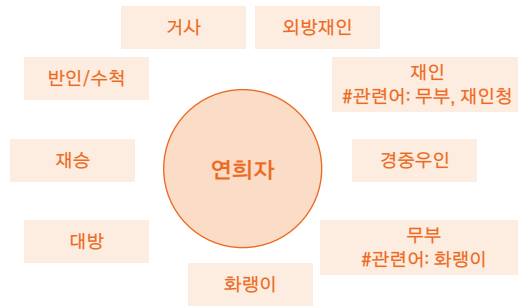 거사
외방재인
반인/수척
재인
#관련어: 무부, 재인청
재승
연희자
경중우인
대방
무부
#관련어: 화랭이
화랭이